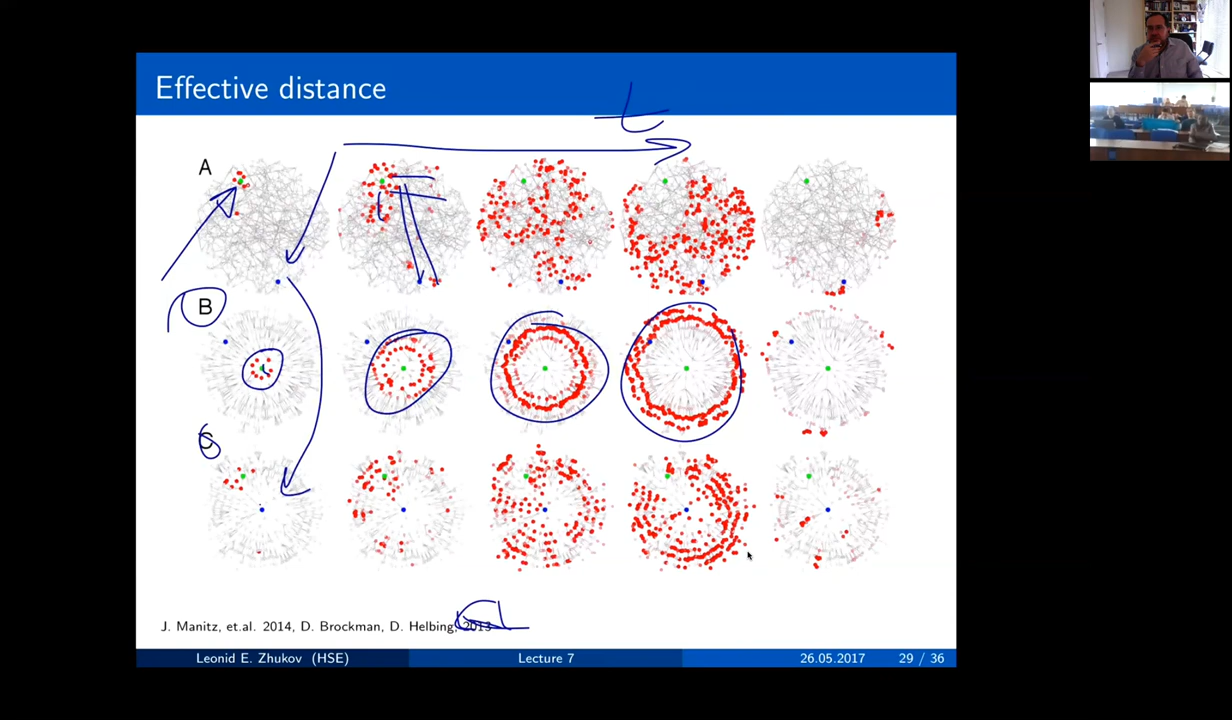 Effective distance
t
A
B
C
J. Manitz, et.al. 2014, D. Brockman, D. Helbing, 2013
Leonid E. Zhukov (HSE)
Lecture 7
26.05.2017
29 / 36